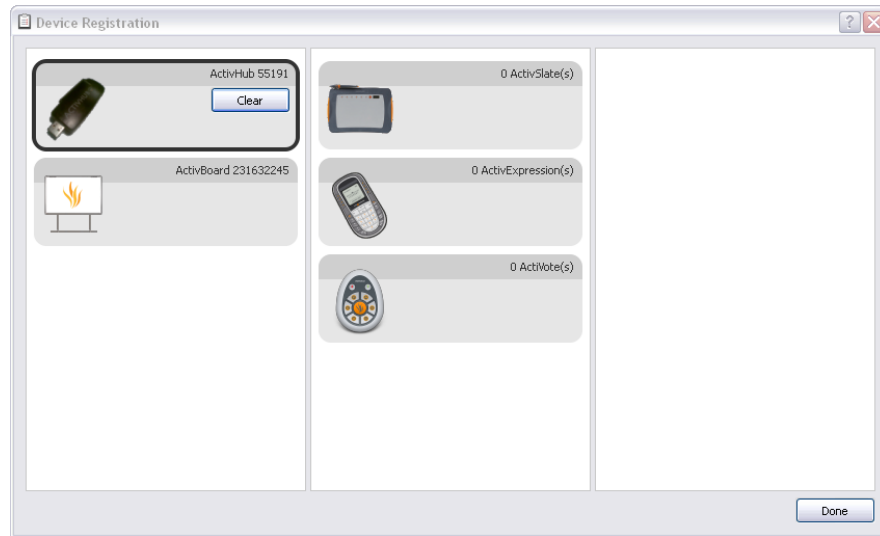 Device Registration
ActivHub 55191
Clear
ActivBoard 231632245
0 ActivSlate(s)
0 ActivExpression(s)
0 ActiVote(s)
Done